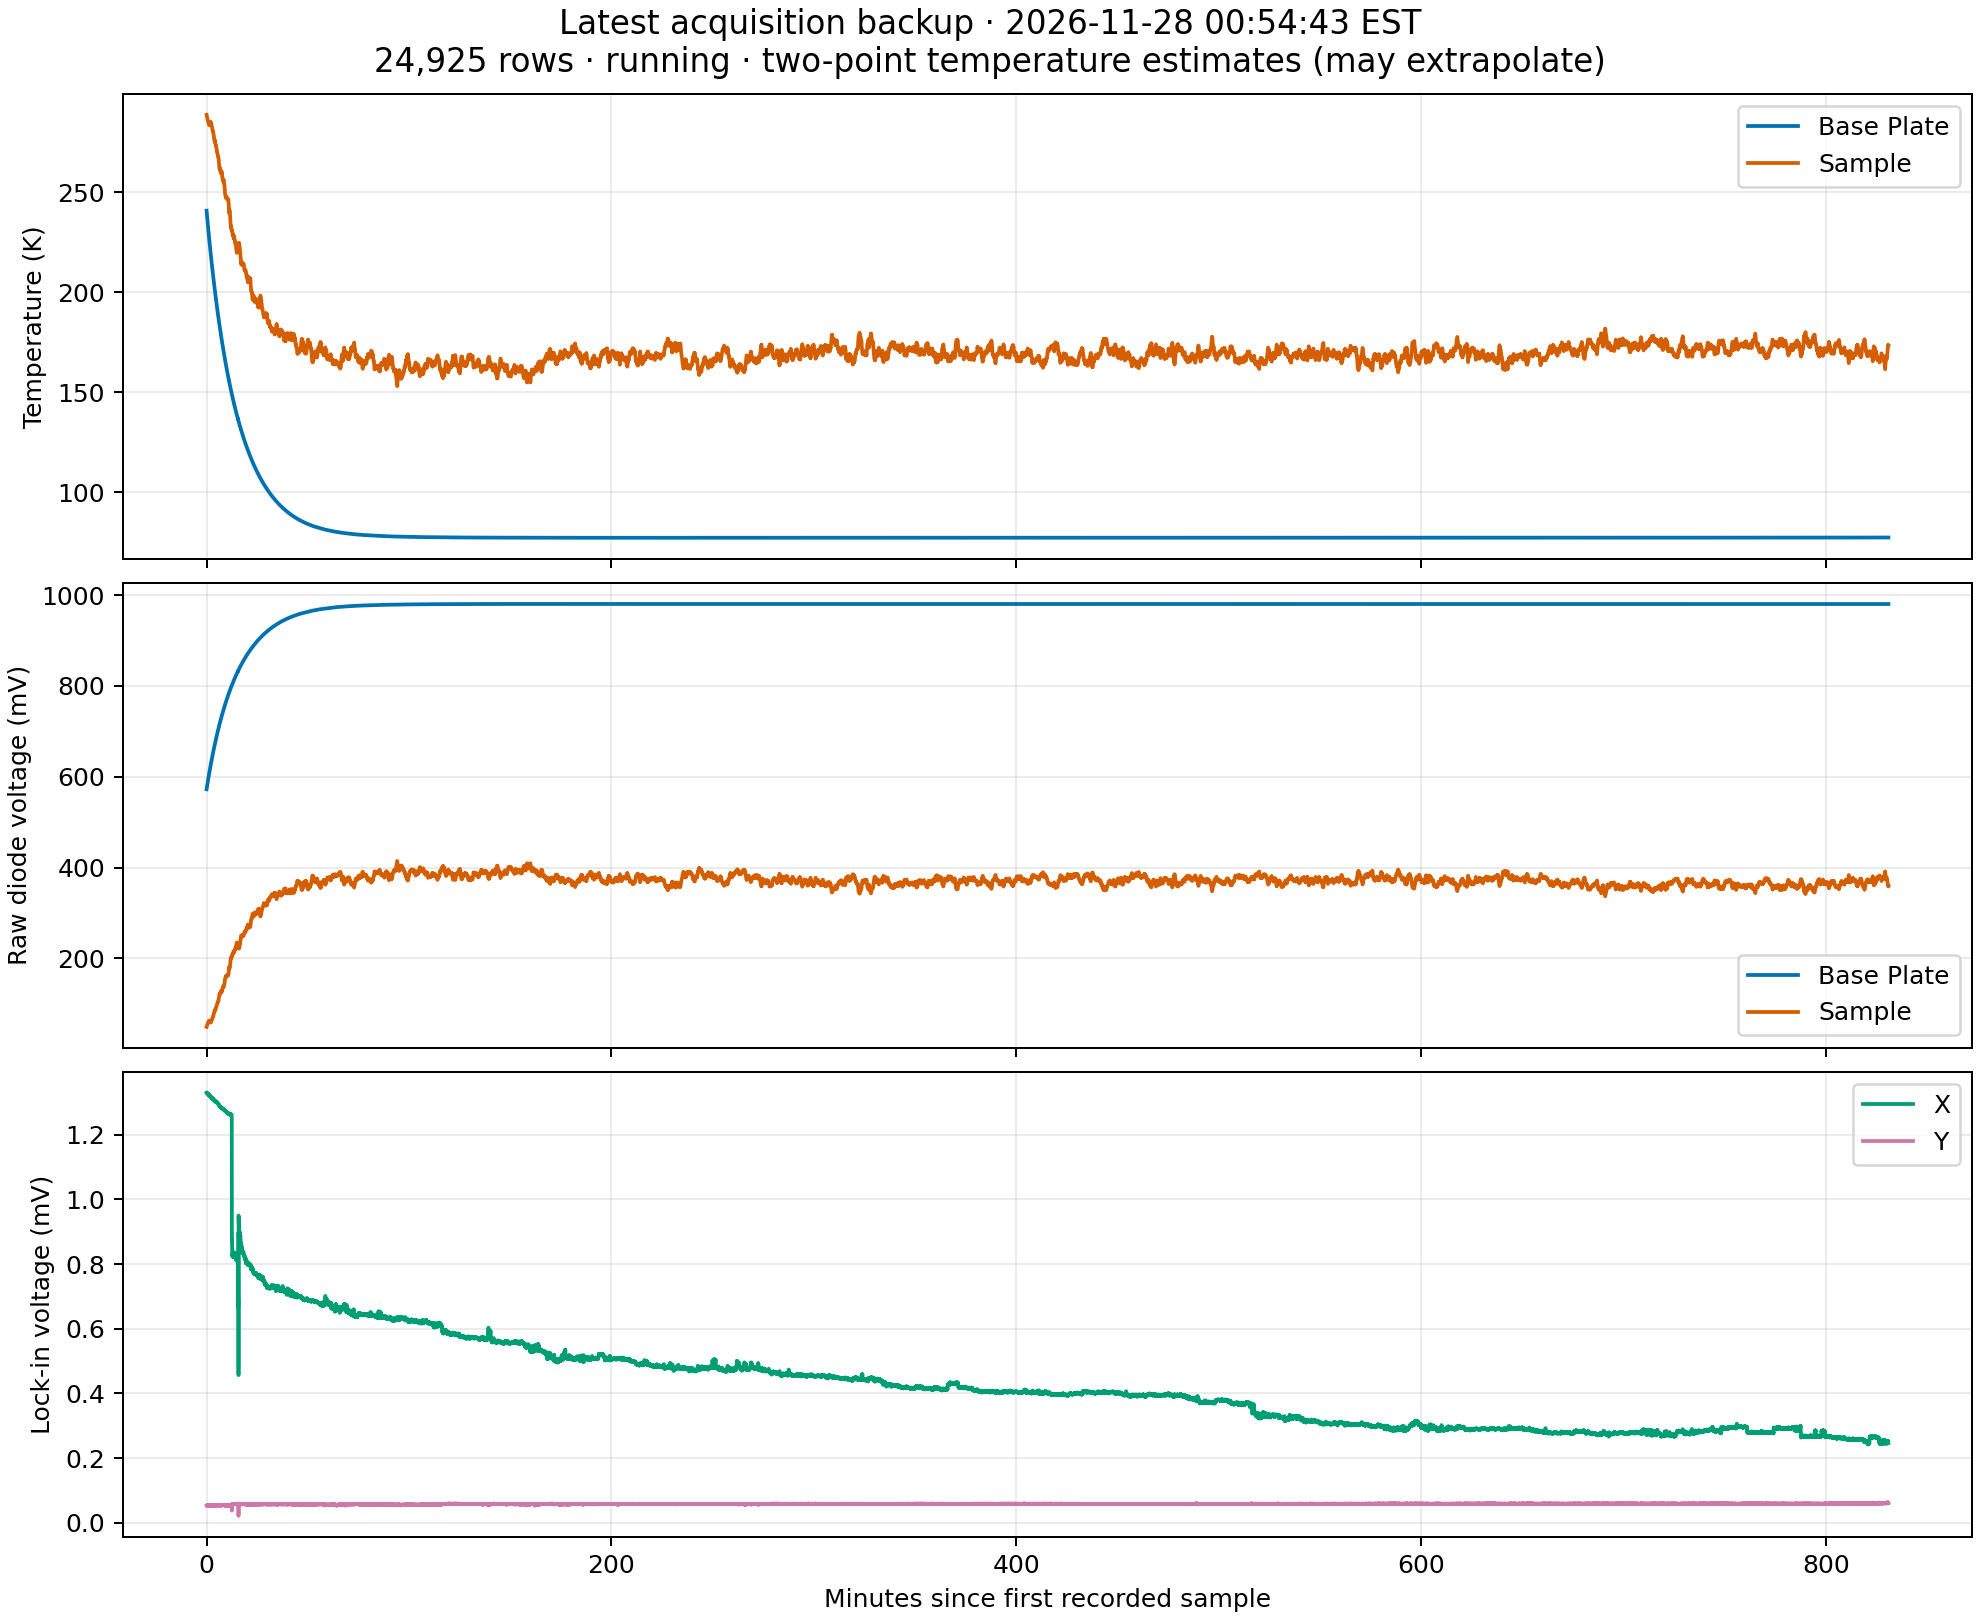 Latest acquisition backup · 2026-11-28 00:54:43 EST
24,925 rows · running · two-point temperature estimates (may extrapolate)
Temperature (K)
250
200
150
100
Base Plate
Sample
Raw diode voltage (mV)
1000
800
600
400
200
Base Plate
Sample
Lock-in voltage (mV)
1.2
1.0
0.8
0.6
0.4
0.2
0.0
X
Y
0
200
400
600
800
Minutes since first recorded sample